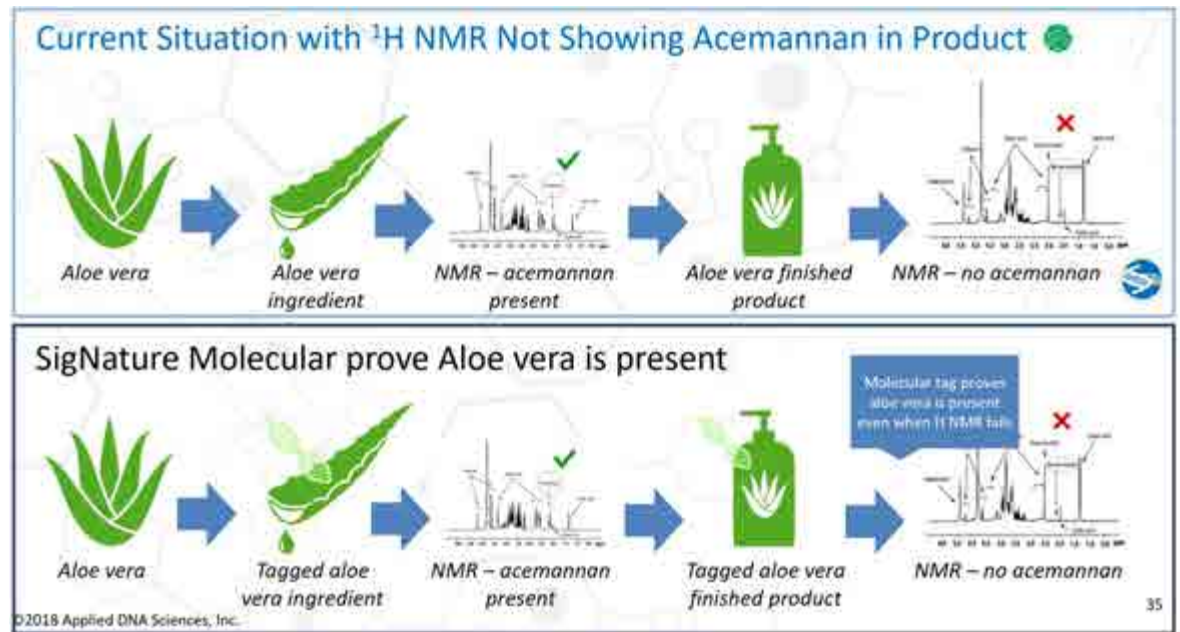 Current Situation with ¹H NMR Not Showing Acemannan in Product
Aloe vera
Aloe vera
ingredient
NMR – acemannan
present
Aloe vera finished
product
NMR – no acemannan
SigNature Molecular prove Aloe vera is present
Molecular tag proves
aloe vera is present
even when H NMR fails
Aloe vera
Tagged aloe
vera ingredient
NMR – acemannan
present
Tagged aloe vera
finished product
NMR – no acemannan
©2018 Applied DNA Sciences, Inc.
35